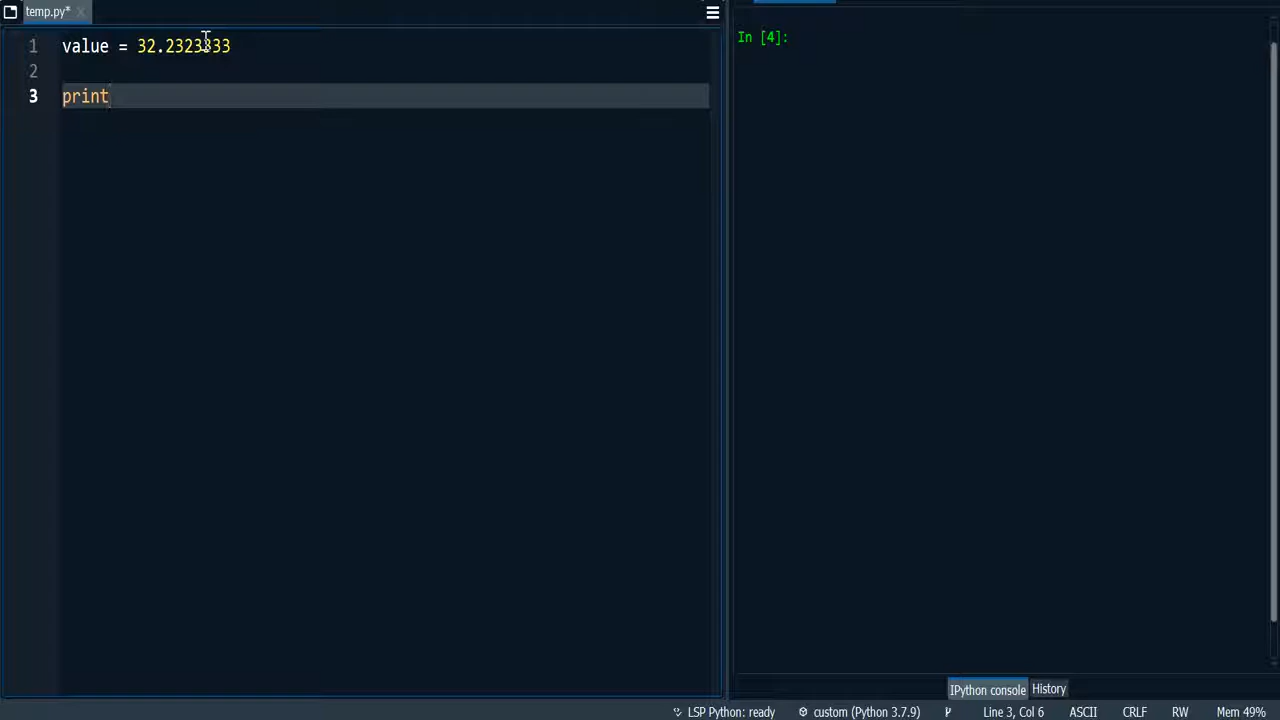 temp.py*
1 value = 32.2323333
2
3 print
In [4]:
IPython console History
LSP Python: ready custom (Python 3.7.9) Line 3, Col 6 ASCII CRLF RW Mem 49%